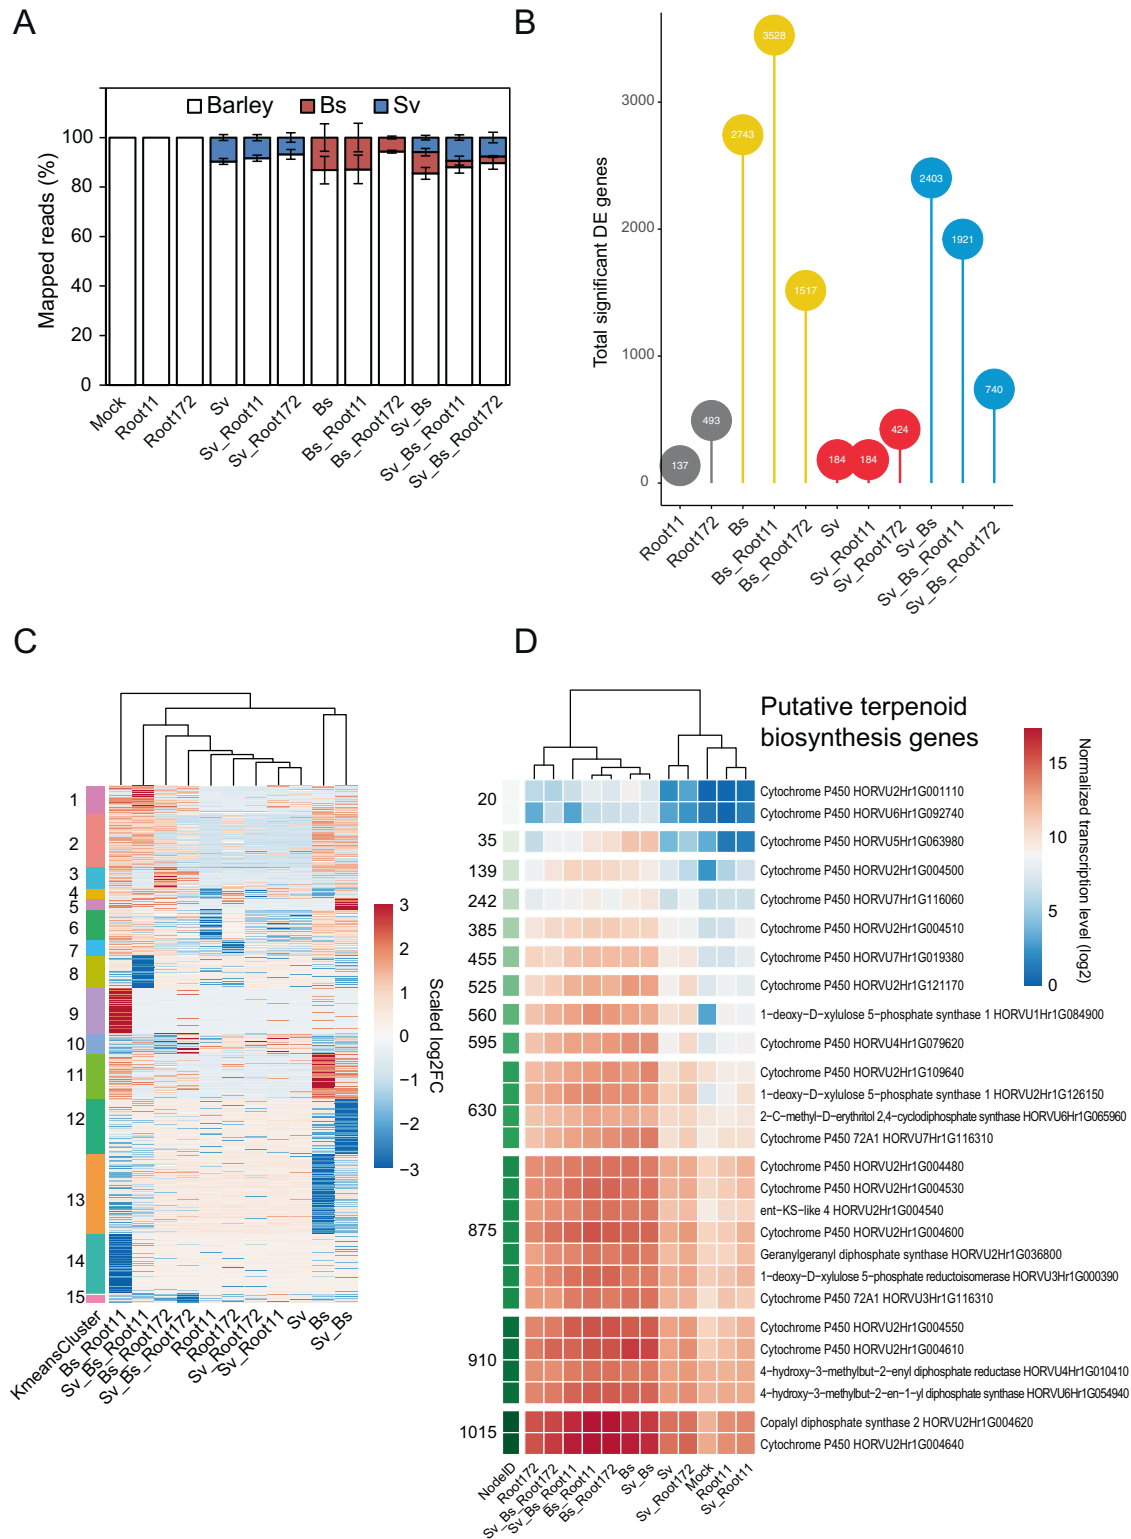 A
Barley Bs Sv
Mapped reads (%)
100
80
60
40
20
0
Mock
Root11
Root172
Sv
Sv_Root11
Sv_Root172
Bs
Bs_Root11
Bs_Root172
Sv_Bs
Sv_Bs_Root11
Sv_Bs_Root172
B
Total significant DE genes
3000
2000
1000
0
137
493
2743
3528
1517
184
184
424
2403
1921
740
Root11
Root172
Bs
Bs_Root11
Bs_Root172
Sv
Sv_Root11
Sv_Root172
Sv_Bs
Sv_Bs_Root11
Sv_Bs_Root172
C
1
2
3
4
5
6
7
8
9
10
11
12
13
14
15
KmeansCluster
Bs_Root11
Sv_Bs_Root11
Sv_Bs_Root172
Bs_Root172
Root11
Root172
Sv_Root172
Sv_Root11
Sv
Bs
Sv_Bs
3
2
1
0
−1
−2
−3
Scaled log2FC
D
Putative terpenoid
biosynthesis genes
20
35
139
242
385
455
525
560
595
630
875
910
1015
Cytochrome P450 HORVU2Hr1G001110
Cytochrome P450 HORVU6Hr1G092740
Cytochrome P450 HORVU5Hr1G063980
Cytochrome P450 HORVU2Hr1G004500
Cytochrome P450 HORVU7Hr1G116060
Cytochrome P450 HORVU2Hr1G004510
Cytochrome P450 HORVU7Hr1G019380
Cytochrome P450 HORVU2Hr1G121170
1−deoxy−D−xylulose 5−phosphate synthase 1 HORVU1Hr1G084900
Cytochrome P450 HORVU4Hr1G079620
Cytochrome P450 HORVU2Hr1G109640
1−deoxy−D−xylulose 5−phosphate synthase 1 HORVU2Hr1G126150
2−C−methyl−D−erythritol 2,4−cyclodiphosphate synthase HORVU6Hr1G065960
Cytochrome P450 72A1 HORVU7Hr1G116310
Cytochrome P450 HORVU2Hr1G004480
Cytochrome P450 HORVU2Hr1G004530
ent−KS−like 4 HORVU2Hr1G004540
Cytochrome P450 HORVU2Hr1G004600
Geranylgeranyl diphosphate synthase HORVU2Hr1G036800
1−deoxy−D−xylulose 5−phosphate reductoisomerase HORVU3Hr1G000390
Cytochrome P450 72A1 HORVU3Hr1G116310
Cytochrome P450 HORVU2Hr1G004550
Cytochrome P450 HORVU2Hr1G004610
4−hydroxy−3−methylbut−2−enyl diphosphate reductase HORVU4Hr1G010410
4−hydroxy−3−methylbut−2−en−1−yl diphosphate synthase HORVU6Hr1G054940
Copalyl diphosphate synthase 2 HORVU2Hr1G004620
Cytochrome P450 HORVU2Hr1G004640
NodeID
Root172
Sv_Bs_Root172
Sv_Bs_Root11
Bs_Root11
Bs_Root172
Bs
Sv_Bs
Sv
Sv_Root172
Mock
Root11
Sv_Root11
15
10
5
0
Normalized transcription level (log2)